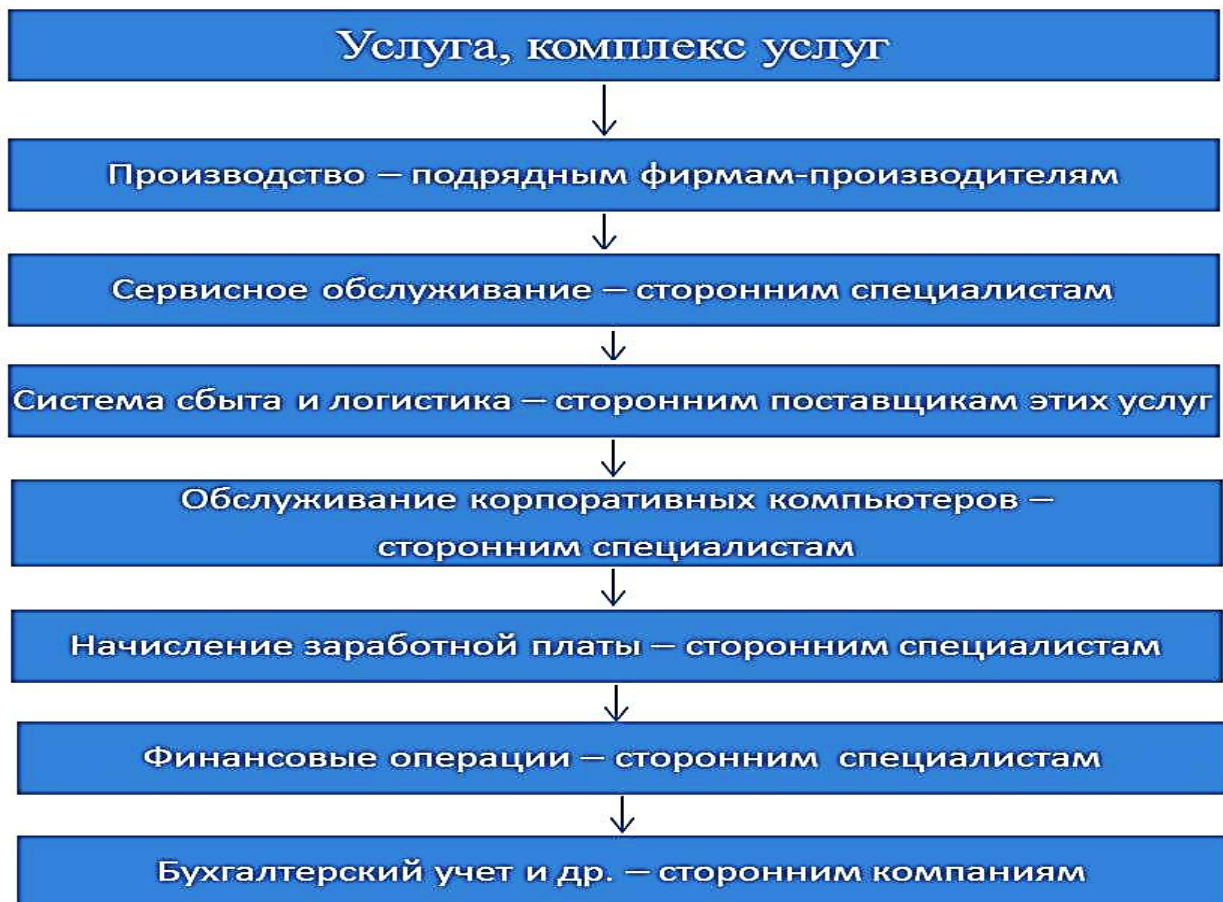 Услуга, комплекс услуг
Производство – подрядным фирмам-производителям
Сервисное обслуживание – сторонним специалистам
Система сбыта и логистика – сторонним поставщикам этих услуг
Обслуживание корпоративных компьютеров –
сторонним специалистам
Начисление заработной платы – сторонним специалистам
Финансовые операции – сторонним специалистам
Бухгалтерский учет и др. – сторонним компаниям